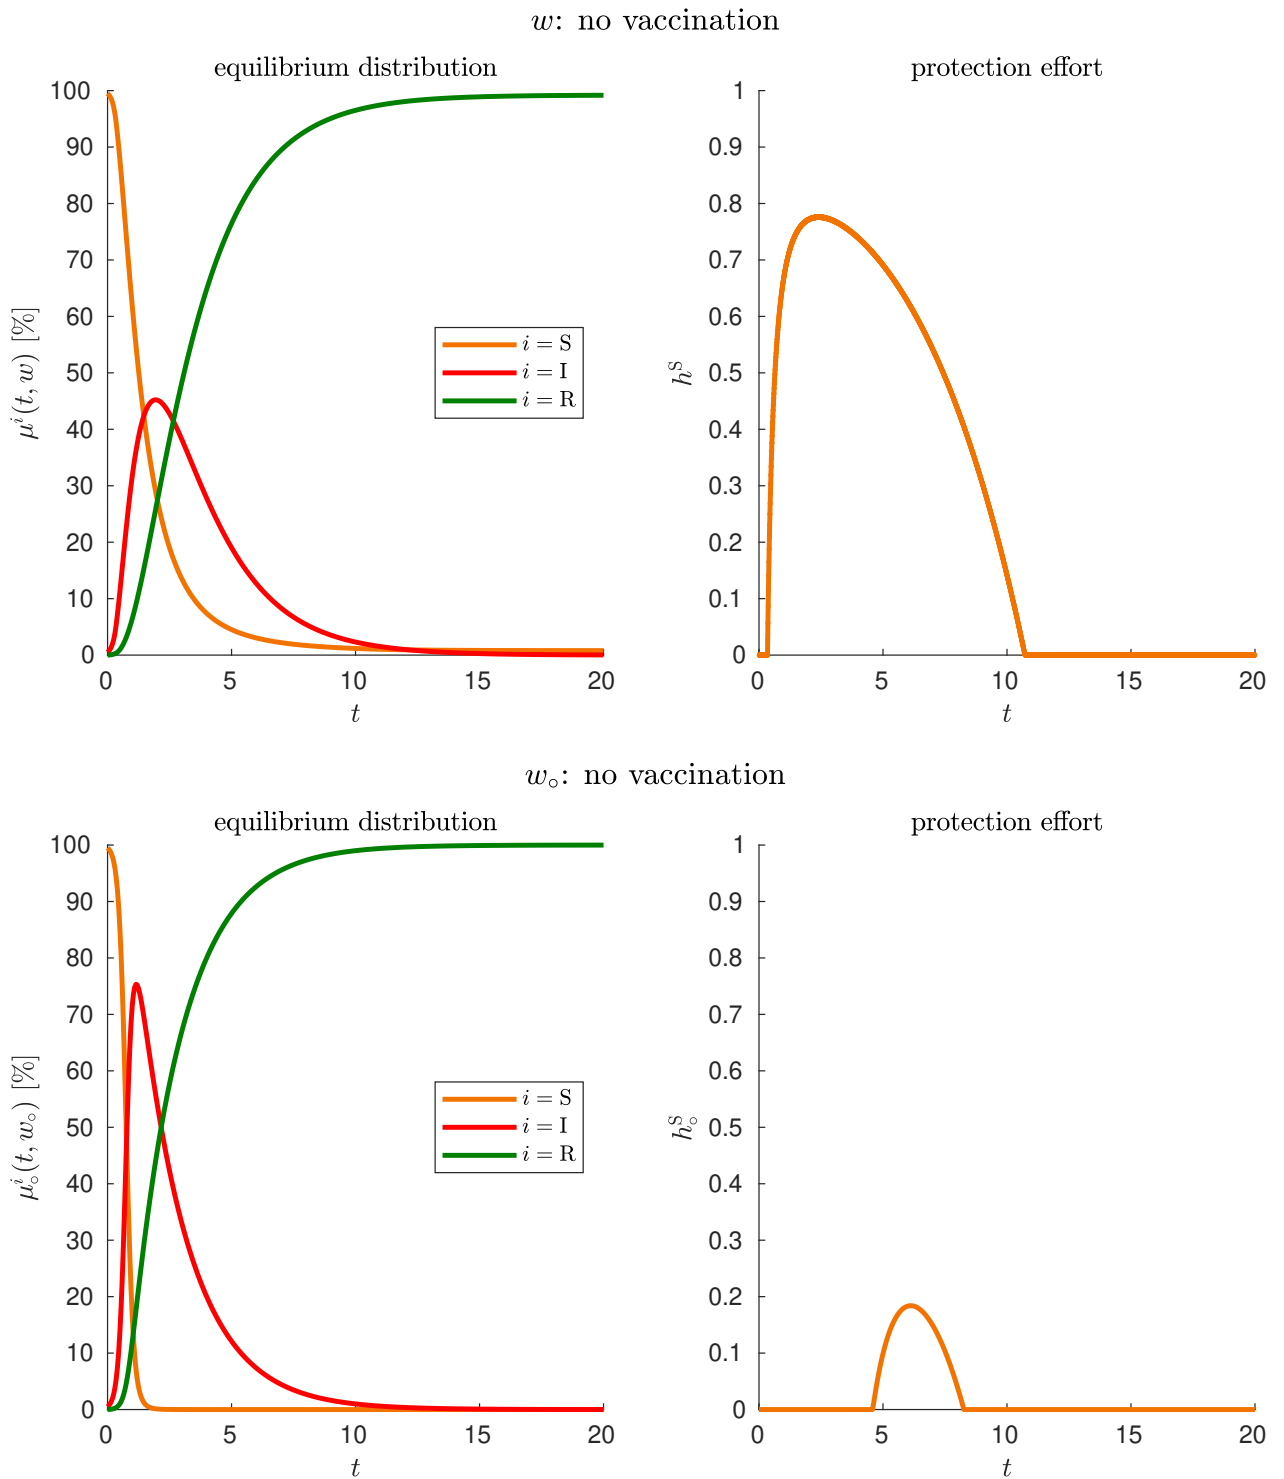 w: no vaccination
equilibrium distribution
protection effort
100
90
80
70
60
50
40
30
20
10
0
μⁱ(t, w) [%]
i = S
i = I
i = R
0 5 10 15 20
t
1
0.9
0.8
0.7
0.6
0.5
0.4
0.3
0.2
0.1
0
hˢ
0 5 10 15 20
t
w∘: no vaccination
equilibrium distribution
protection effort
100
90
80
70
60
50
40
30
20
10
0
μ∘ⁱ(t, w∘) [%]
i = S
i = I
i = R
0 5 10 15 20
t
1
0.9
0.8
0.7
0.6
0.5
0.4
0.3
0.2
0.1
0
h∘ˢ
0 5 10 15 20
t